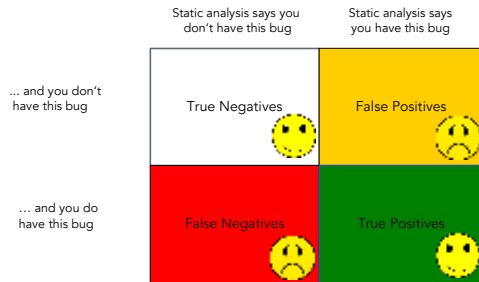 Static analysis says you
don't have this bug
Static analysis says
you have this bug
... and you don't
have this bug
True Negatives
False Positives
... and you do
have this bug
False Negatives
True Positives